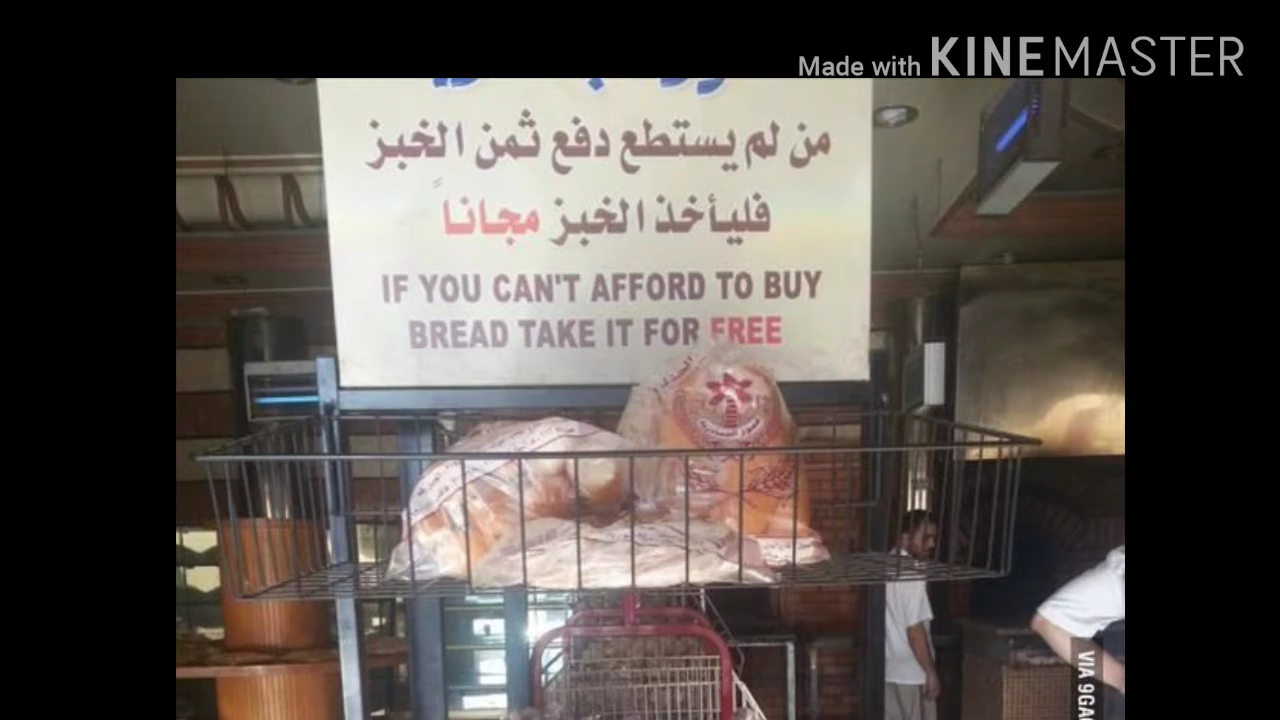 Made with KINEMASTER
من لم يستطع دفع ثمن الخبز
فليأخذ الخبز مجاناً
IF YOU CAN'T AFFORD TO BUY
BREAD TAKE IT FOR FREE
VIA 9GAG